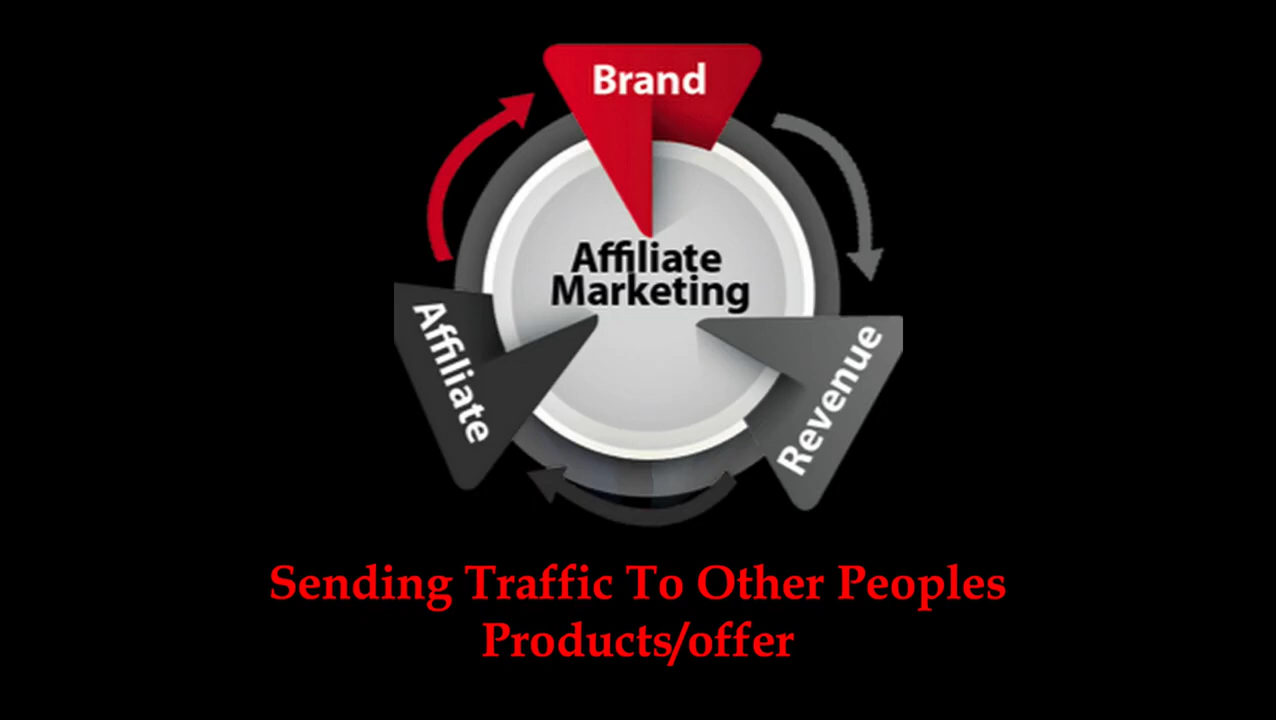 Brand
Affiliate
Marketing
Affiliate
Revenue
Sending Traffic To Other Peoples
Products/offer